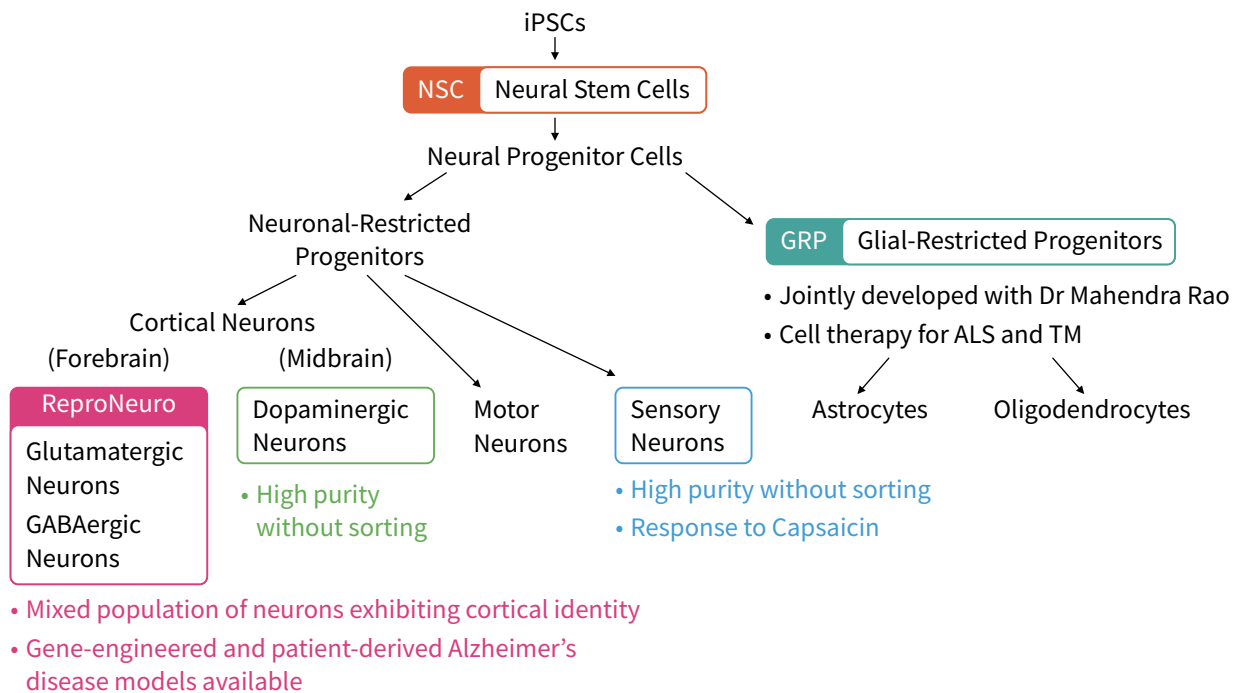 iPSCs
NSC Neural Stem Cells
Neural Progenitor Cells
Neuronal-Restricted
Progenitors
GRP Glial-Restricted Progenitors
• Jointly developed with Dr Mahendra Rao
• Cell therapy for ALS and TM
Cortical Neurons
(Forebrain)
(Midbrain)
ReproNeuro
Glutamatergic
Neurons
GABAergic
Neurons
Dopaminergic
Neurons
• High purity
without sorting
Motor
Neurons
Sensory
Neurons
• High purity without sorting
• Response to Capsaicin
Astrocytes
Oligodendrocytes
• Mixed population of neurons exhibiting cortical identity
• Gene-engineered and patient-derived Alzheimer's
disease models available